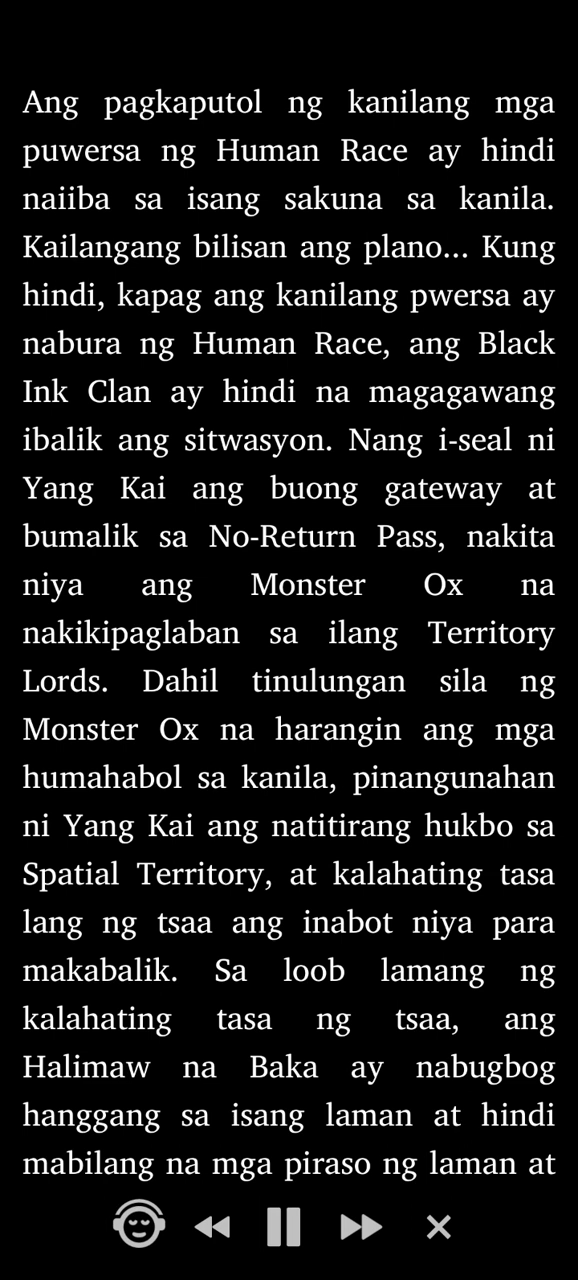 Ang pagkaputol ng kanilang mga
puwersa ng Human Race ay hindi
naiiba sa isang sakuna sa kanila.
Kailangang bilisan ang plano... Kung
hindi, kapag ang kanilang pwersa ay
nabura ng Human Race, ang Black
Ink Clan ay hindi na magagawang
ibalik ang sitwasyon. Nang i-seal ni
Yang Kai ang buong gateway at
bumalik sa No-Return Pass, nakita
niya ang Monster Ox na
nakikipaglaban sa ilang Territory
Lords. Dahil tinulungan sila ng
Monster Ox na harangin ang mga
humahabol sa kanila, pinangunahan
ni Yang Kai ang natitirang hukbo sa
Spatial Territory, at kalahating tasa
lang ng tsaa ang inabot niya para
makabalik. Sa loob lamang ng
kalahating tasa ng tsaa, ang
Halimaw na Baka ay nabugbog
hanggang sa isang laman at hindi
mabilang na mga piraso ng laman at